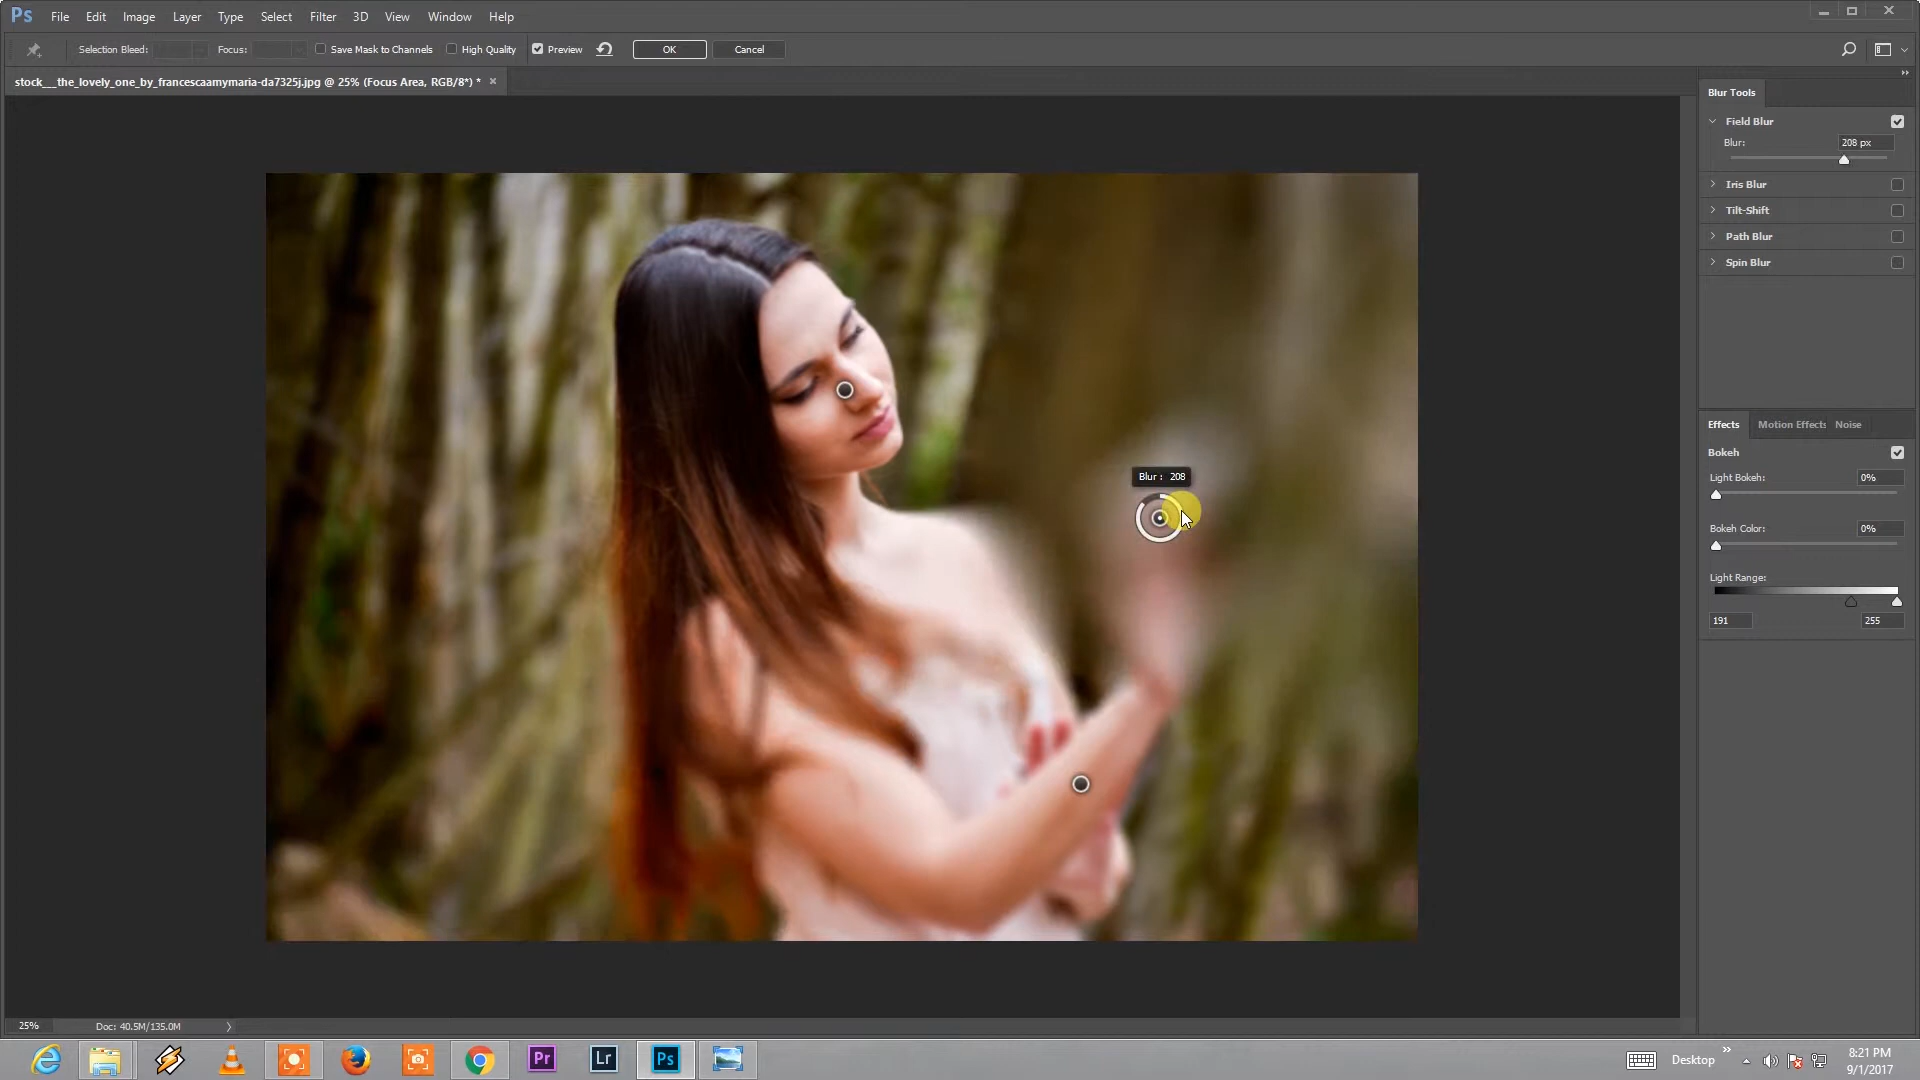 Ps File Edit Image Layer Type Select Filter 3D View Window Help
Selection Bleed: Focus: Save Mask to Channels High Quality Preview OK Cancel
stock___the_lovely_one_by_francescaamymaria-da7325j.jpg @ 25% (Focus Area, RGB/8*) *
Blur Tools
Field Blur
Blur: 208 px
Iris Blur
Tilt-Shift
Path Blur
Spin Blur
Effects Motion Effects Noise
Bokeh
Light Bokeh: 0%
Bokeh Color: 0%
Light Range:
191 255
Blur : 208
25% Doc: 40.5M/135.0M
Pr Lr Ps Desktop
8:21 PM
9/1/2017